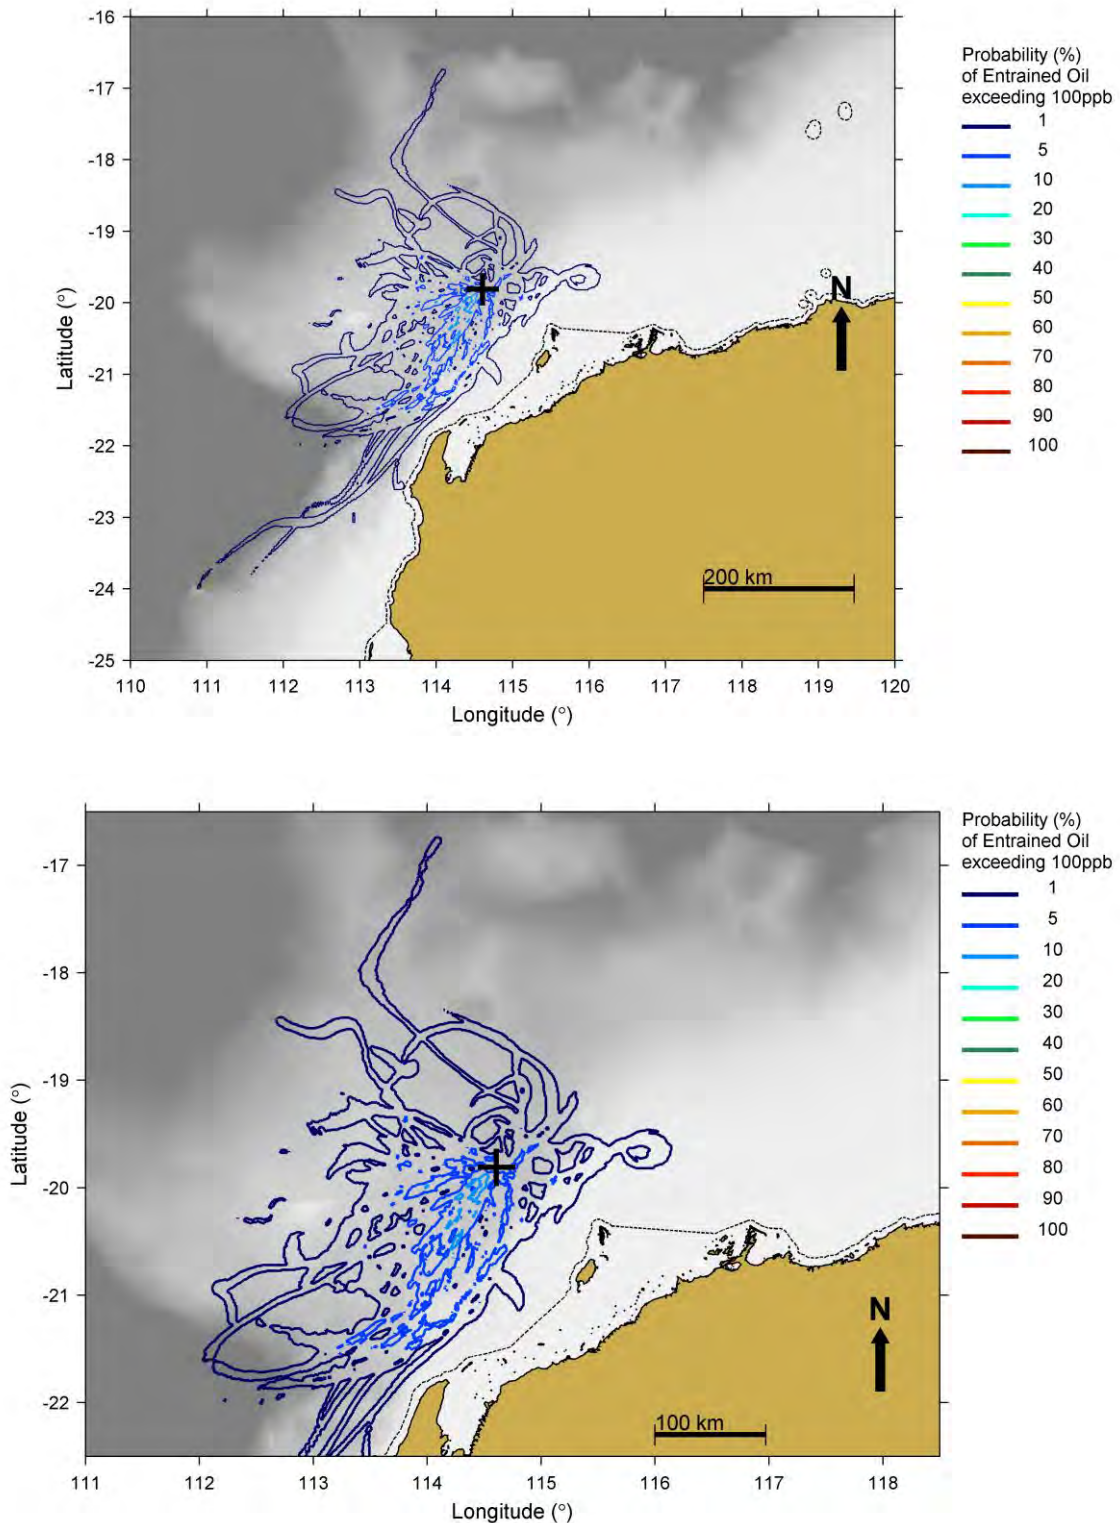 -16
-17
-18
-19
-20
-21
-22
-23
-24
-25
Latitude (°)
110 111 112 113 114 115 116 117 118 119 120
Longitude (°)
N
200 km
Probability (%)
of Entrained Oil
exceeding 100ppb
1
5
10
20
30
40
50
60
70
80
90
100
-17
-18
-19
-20
-21
-22
Latitude (°)
111 112 113 114 115 116 117 118
Longitude (°)
N
100 km
Probability (%)
of Entrained Oil
exceeding 100ppb
1
5
10
20
30
40
50
60
70
80
90
100